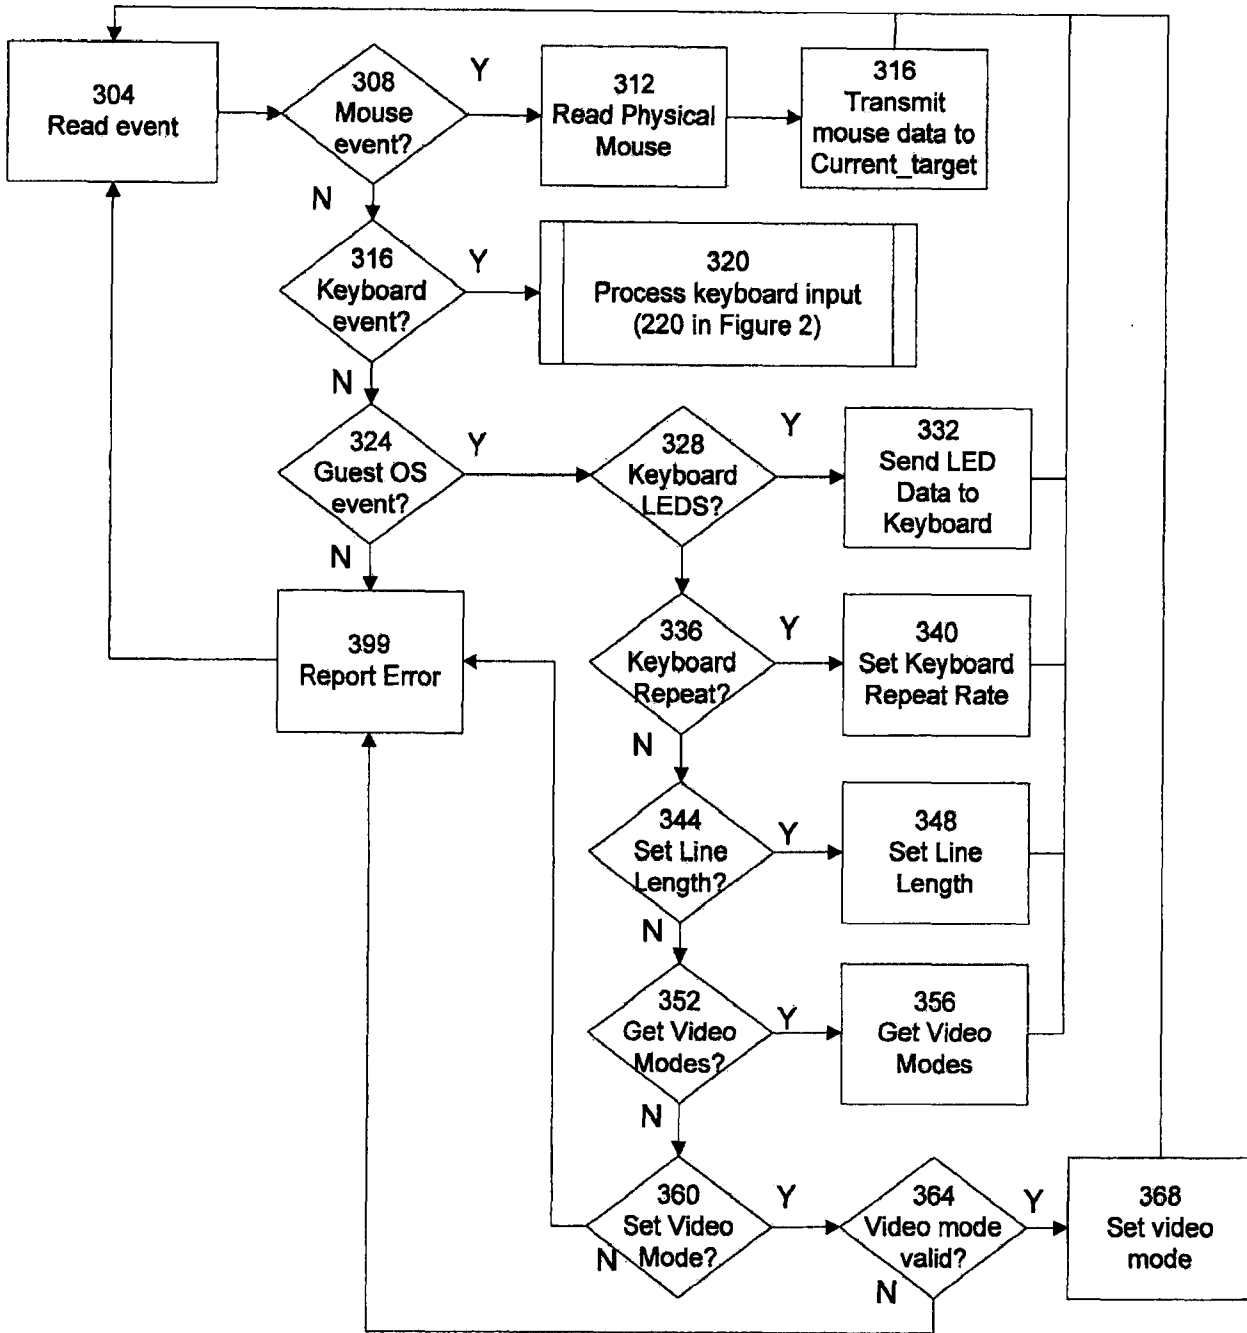 304
Read event
308
Mouse
event?
Y
312
Read Physical
Mouse
316
Transmit
mouse data to
Current_target
N
316
Keyboard
event?
Y
320
Process keyboard input
(220 in Figure 2)
N
324
Guest OS
event?
Y
328
Keyboard
LEDS?
Y
332
Send LED
Data to
Keyboard
N
399
Report Error
336
Keyboard
Repeat?
Y
340
Set Keyboard
Repeat Rate
N
344
Set Line
Length?
Y
348
Set Line
Length
N
352
Get Video
Modes?
Y
356
Get Video
Modes
N
360
Set Video
Mode?
N
Y
364
Video mode
valid?
Y
368
Set video
mode
N